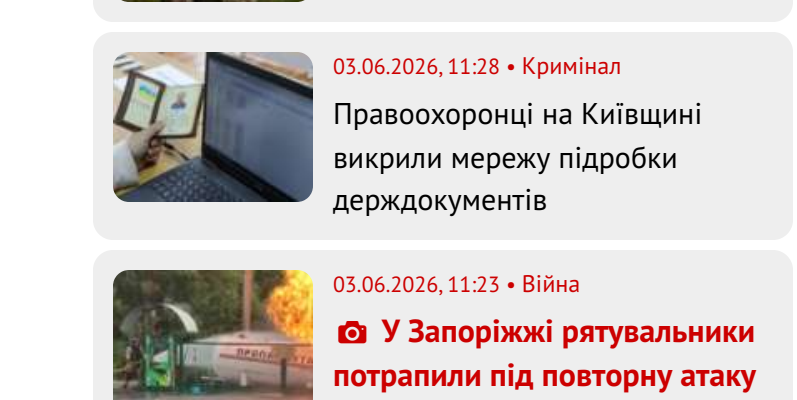 03.06.2026, 11:28 • Кримінал
Правоохоронці на Київщині
викрили мережу підробки
держдокументів
03.06.2026, 11:23 • Війна
У Запоріжжі рятувальники
потрапили під повторну атаку